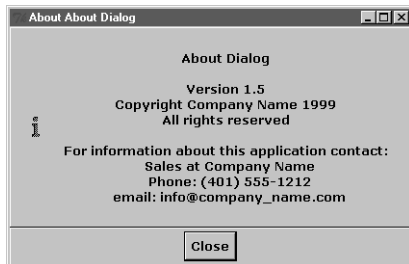 About About Dialog
About Dialog
Version 1.5
Copyright Company Name 1999
All rights reserved
For information about this application contact:
Sales at Company Name
Phone: (401) 555-1212
email: info@company_name.com
Close